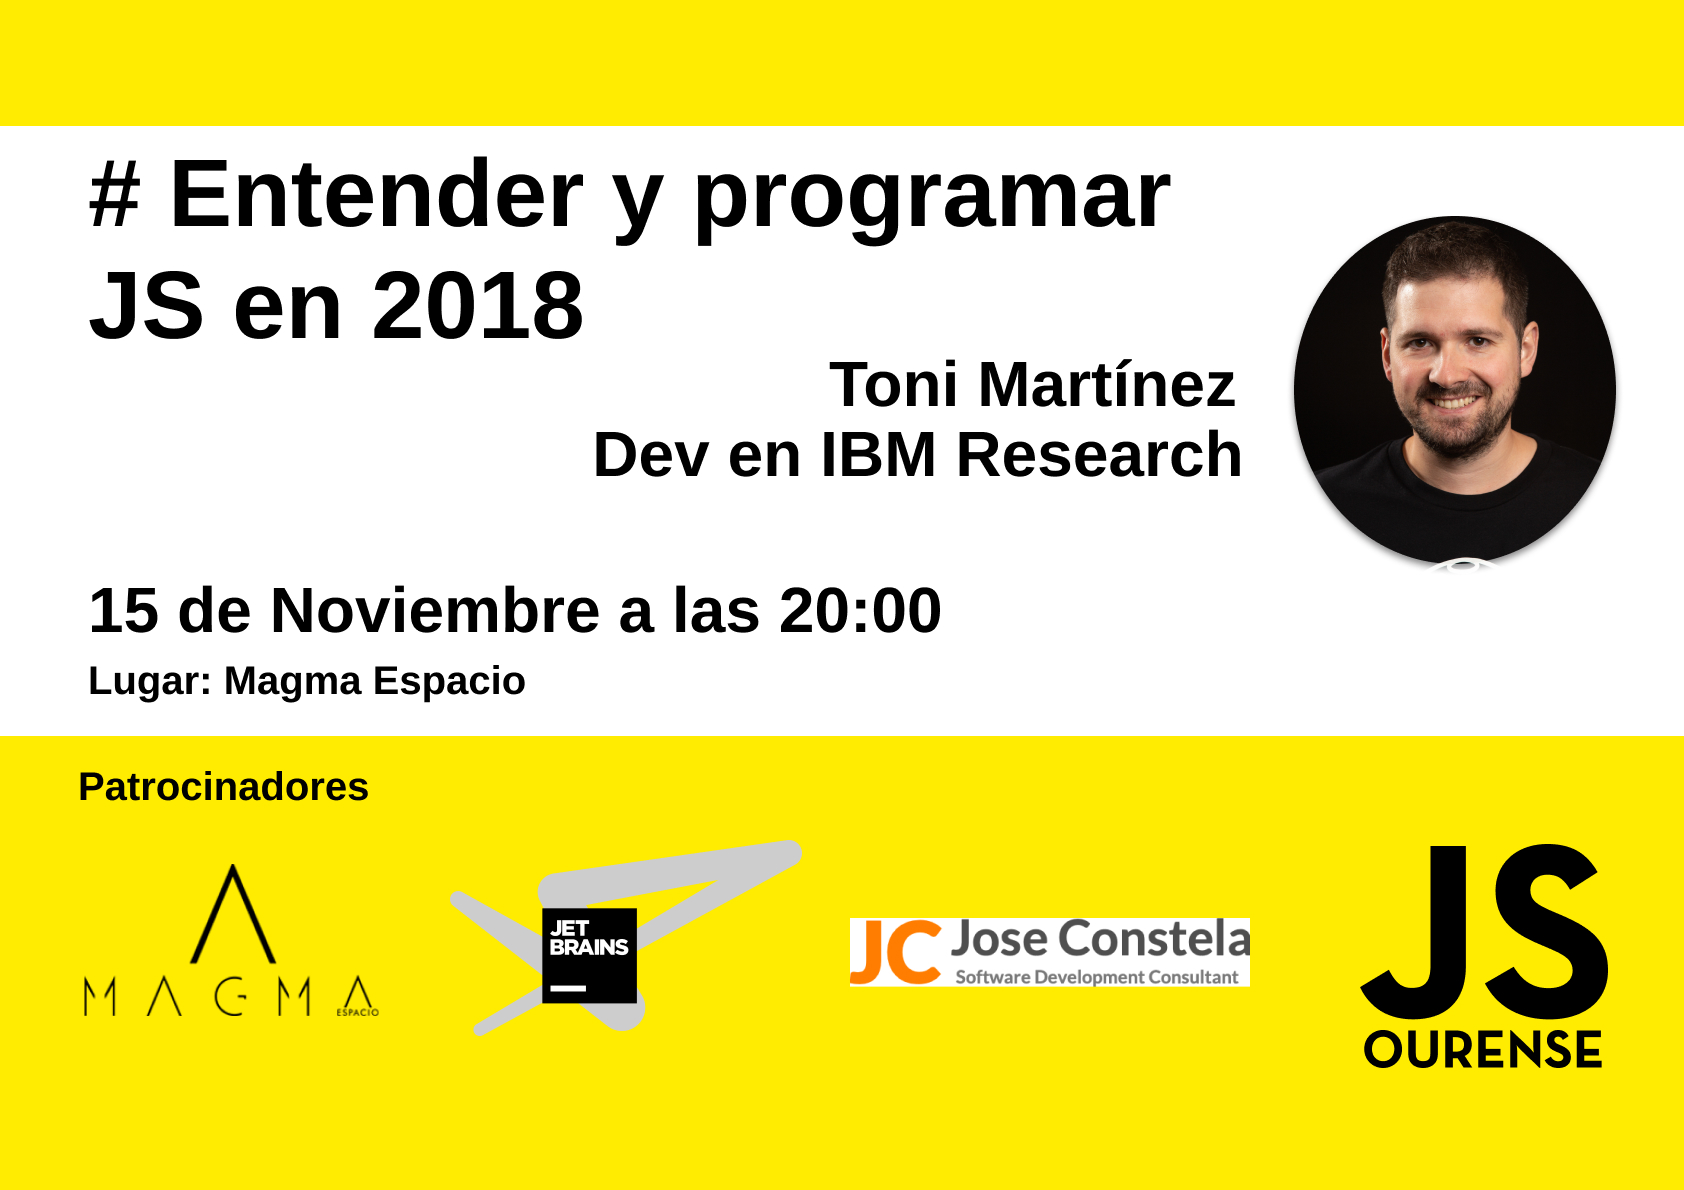 # Entender y programar
JS en 2018
Toni Martínez
Dev en IBM Research
15 de Noviembre a las 20:00
Lugar: Magma Espacio
Patrocinadores
MAGMA ESPACIO
JET
BRAINS
JC Jose Constela
Software Development Consultant
JS
OURENSE